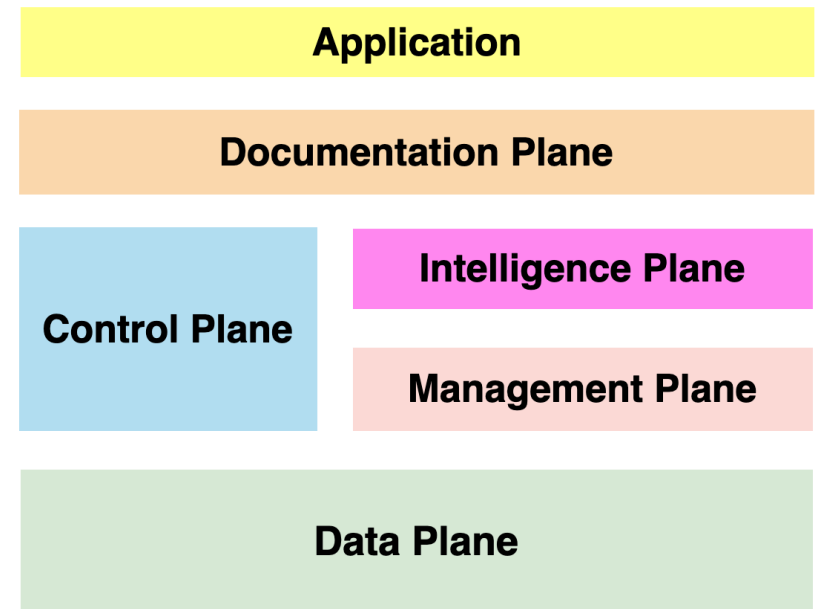 Application
Documentation Plane
Control Plane
Intelligence Plane
Management Plane
Data Plane